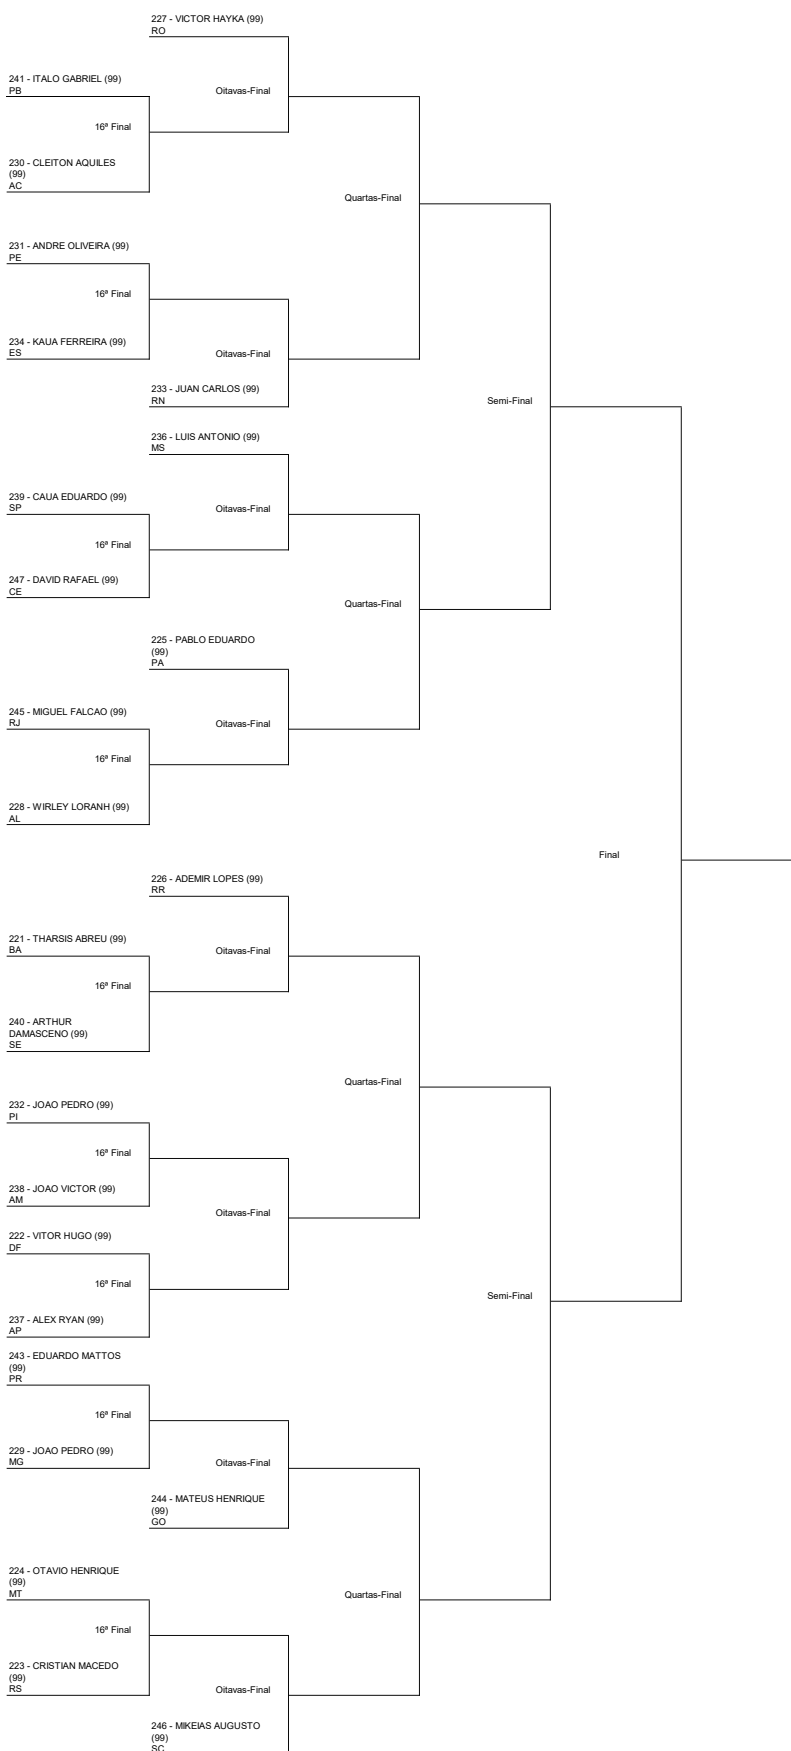 227 - VICTOR HAYKA (99)
RO
241 - ITALO GABRIEL (99)
PB
Oitavas-Final
16ª Final
230 - CLEITON AQUILES
(99)
AC
Quartas-Final
231 - ANDRE OLIVEIRA (99)
PE
16ª Final
234 - KAUA FERREIRA (99)
ES
Oitavas-Final
233 - JUAN CARLOS (99)
RN
Semi-Final
236 - LUIS ANTONIO (99)
MS
239 - CAUA EDUARDO (99)
SP
Oitavas-Final
16ª Final
247 - DAVID RAFAEL (99)
CE
Quartas-Final
225 - PABLO EDUARDO
(99)
PA
245 - MIGUEL FALCAO (99)
RJ
Oitavas-Final
16ª Final
228 - WIRLEY LORANH (99)
AL
Final
226 - ADEMIR LOPES (99)
RR
221 - THARSIS ABREU (99)
BA
Oitavas-Final
16ª Final
240 - ARTHUR
DAMASCENO (99)
SE
Quartas-Final
232 - JOAO PEDRO (99)
PI
16ª Final
238 - JOAO VICTOR (99)
AM
Oitavas-Final
222 - VITOR HUGO (99)
DF
16ª Final
Semi-Final
237 - ALEX RYAN (99)
AP
243 - EDUARDO MATTOS
(99)
PR
16ª Final
229 - JOAO PEDRO (99)
MG
Oitavas-Final
244 - MATEUS HENRIQUE
(99)
GO
224 - OTAVIO HENRIQUE
(99)
MT
Quartas-Final
16ª Final
223 - CRISTIAN MACEDO
(99)
RS
Oitavas-Final
246 - MIKEIAS AUGUSTO
(99)
SC